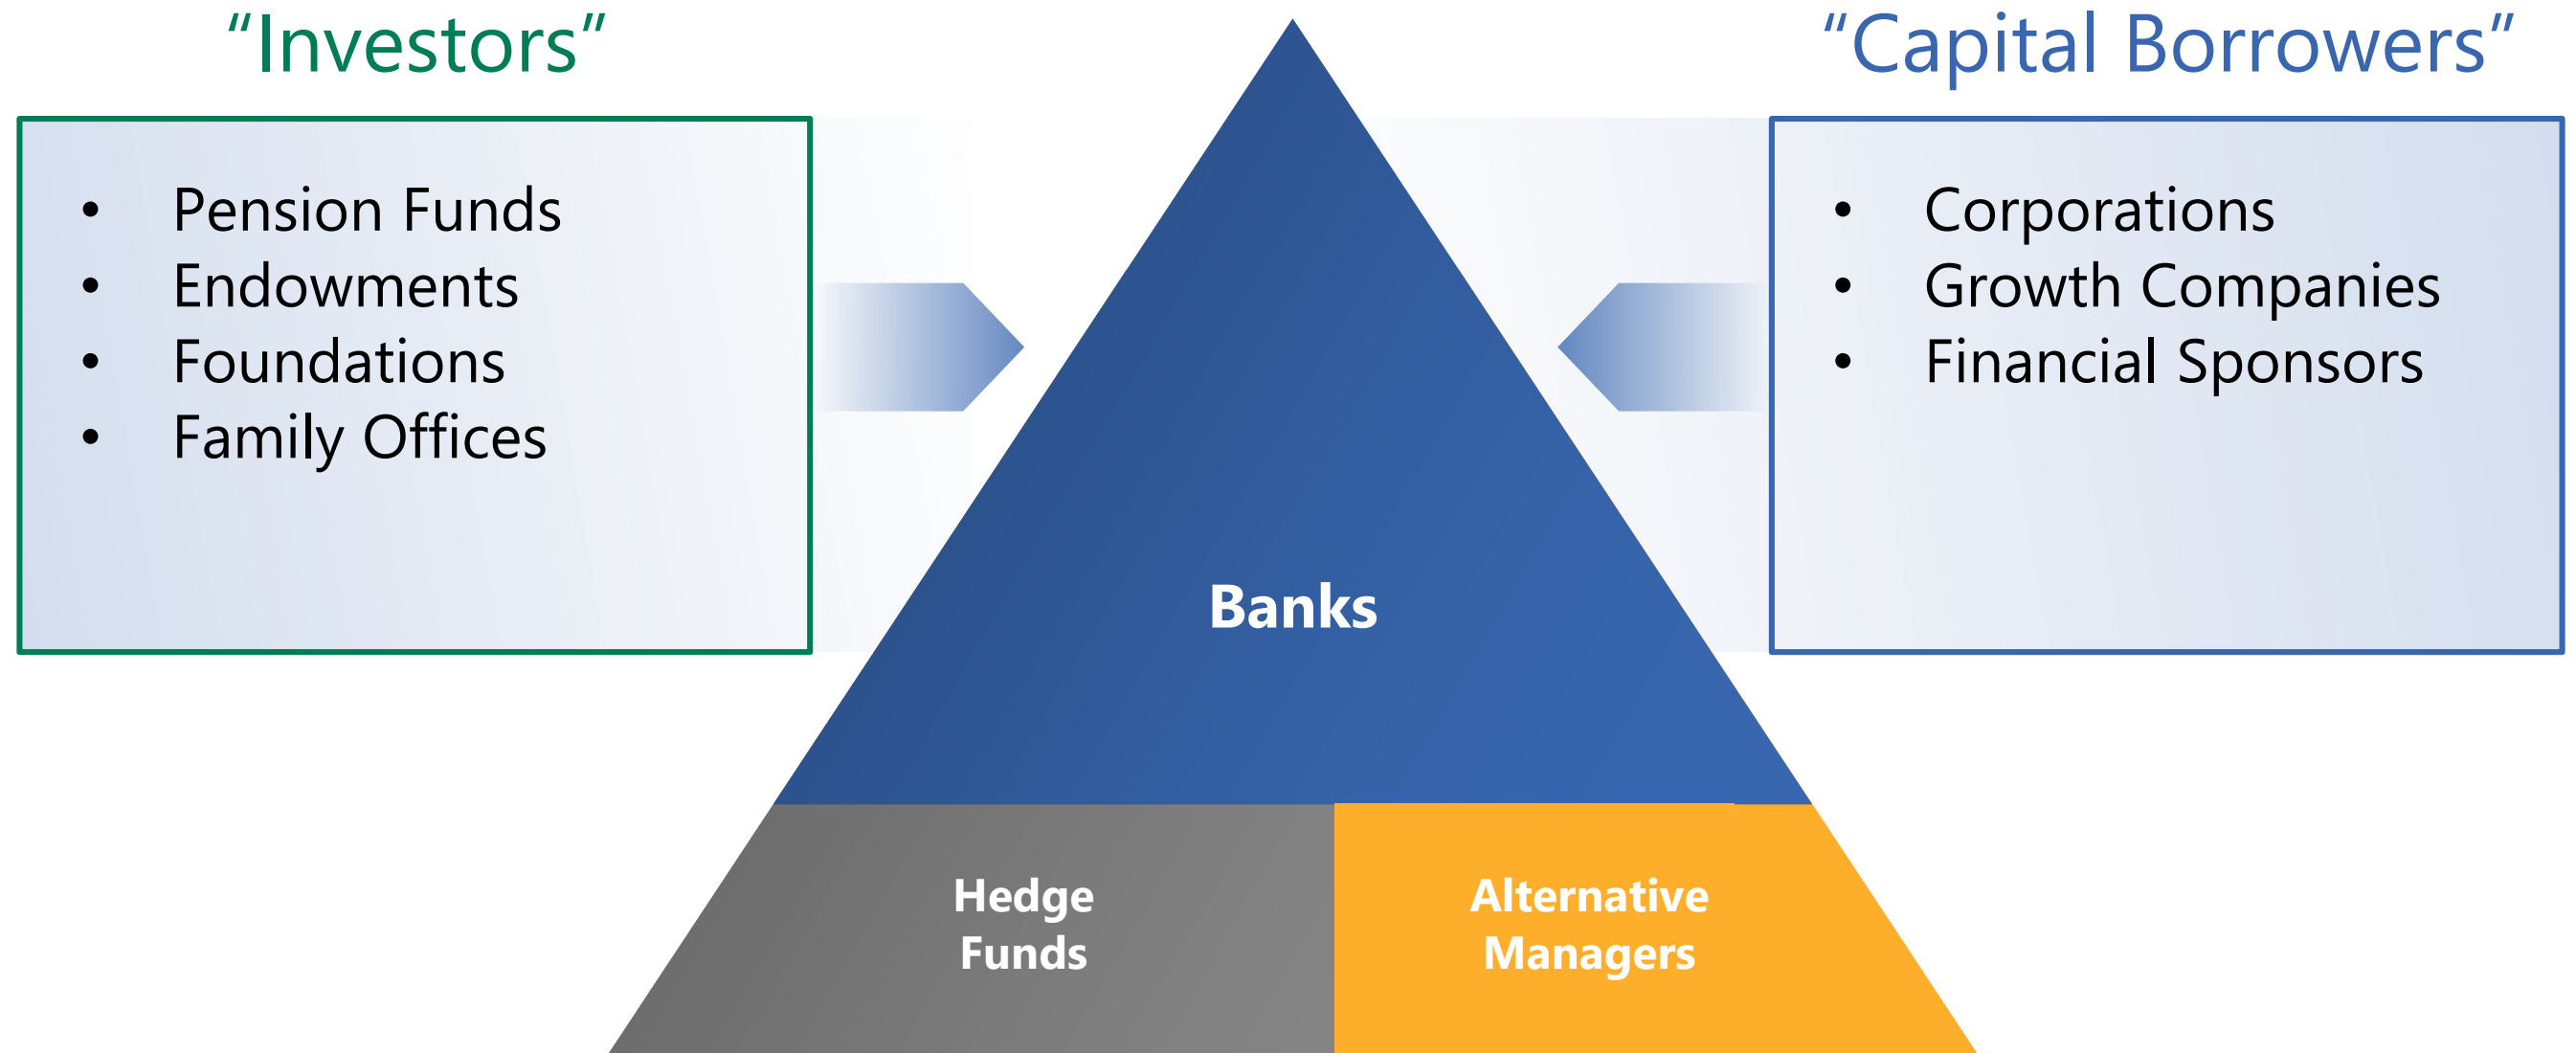 “Investors”
• Pension Funds
• Endowments
• Foundations
• Family Offices
“Capital Borrowers”
• Corporations
• Growth Companies
• Financial Sponsors
Banks
Hedge
Funds
Alternative
Managers